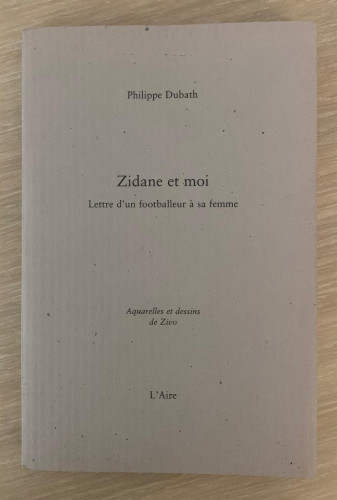 Philippe Dubath
Zidane et moi
Lettre d'un footballeur à sa femme
Aquarelles et dessins
de Zivo
L'Aire